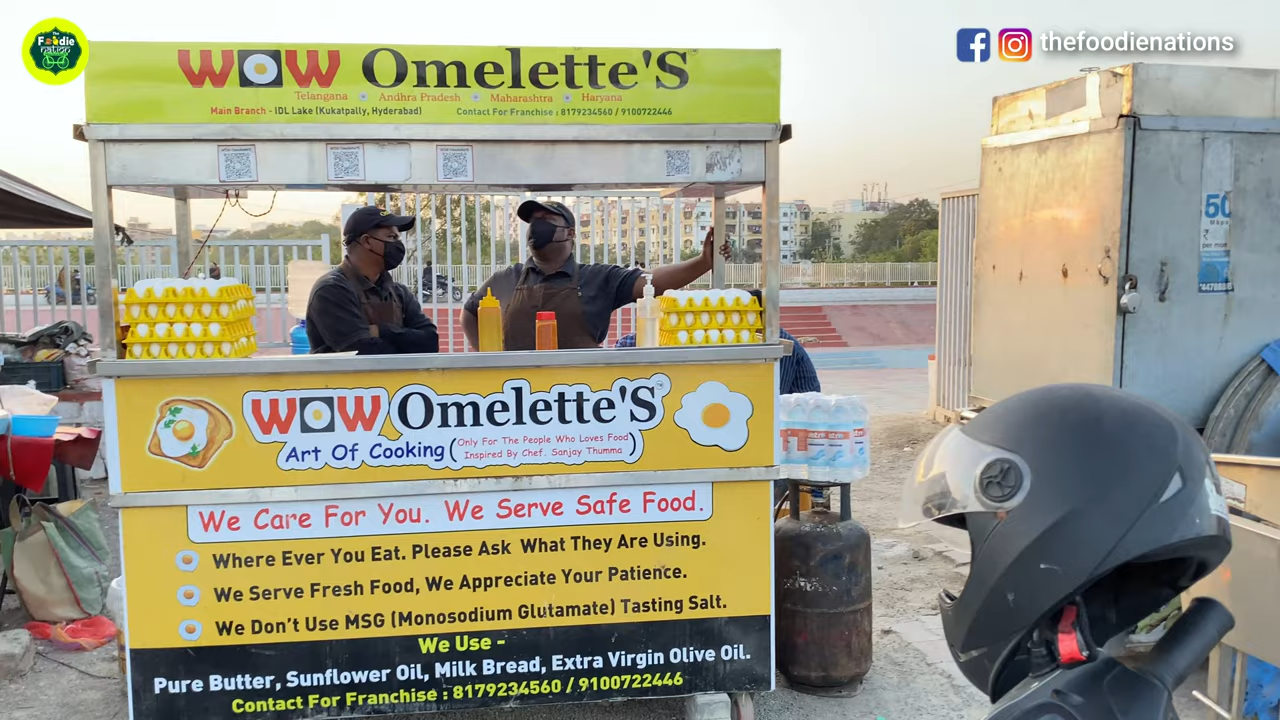 The
Foodie
nation
thefoodienations
WOW Omelette'S
Telangana Andhra Pradesh Maharashtra Haryana
Main Branch - IDL Lake (Kukatpally, Hyderabad) Contact For Franchise : 8179234560 / 9100722446
50
per
WOW Omelette'S TM
Art Of Cooking (Only For The People Who Loves Food)
Inspired By Chef. Sanjay Thumma
We Care For You. We Serve Safe Food.
Where Ever You Eat. Please Ask What They Are Using.
We Serve Fresh Food, We Appreciate Your Patience.
We Don't Use MSG (Monosodium Glutamate) Tasting Salt.
We Use -
Pure Butter, Sunflower Oil, Milk Bread, Extra Virgin Olive Oil.
Contact For Franchise : 8179234560 / 9100722446